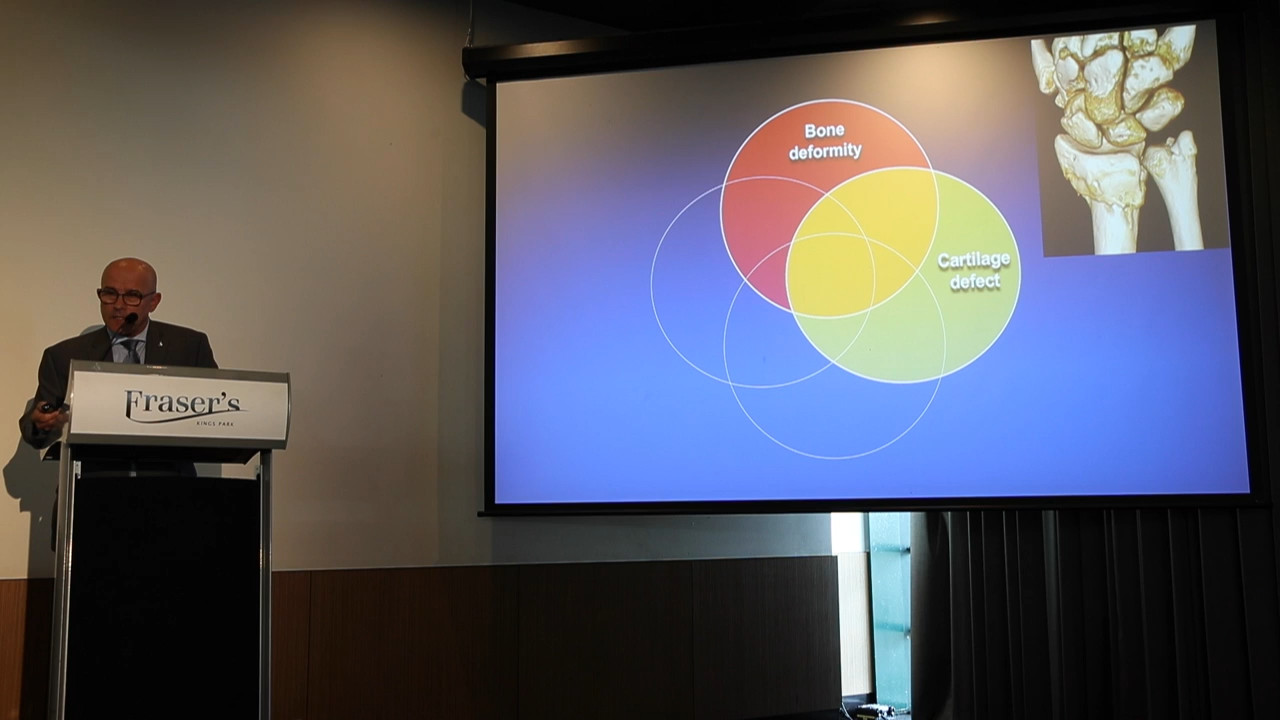 Bone
deformity
Cartilage
defect
Fraser's
KINGS PARK